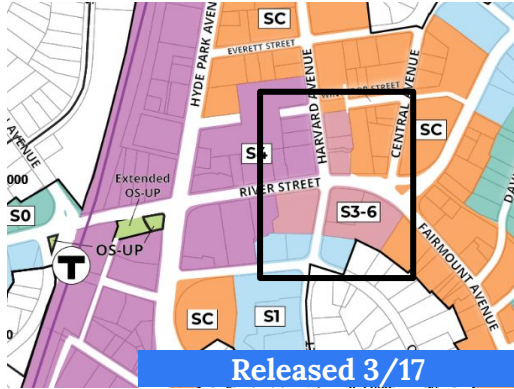 SC
EVERETT STREET
HYDE PARK AVENUE
HARVARD AVENUE
CENTRAL AVENUE
SC
S4
RIVER STREET
Extended
OS-UP
000
S0
OS-UP
T
S3-6
FAIRMOUNT AVENUE
SC
S1
Released 3/17